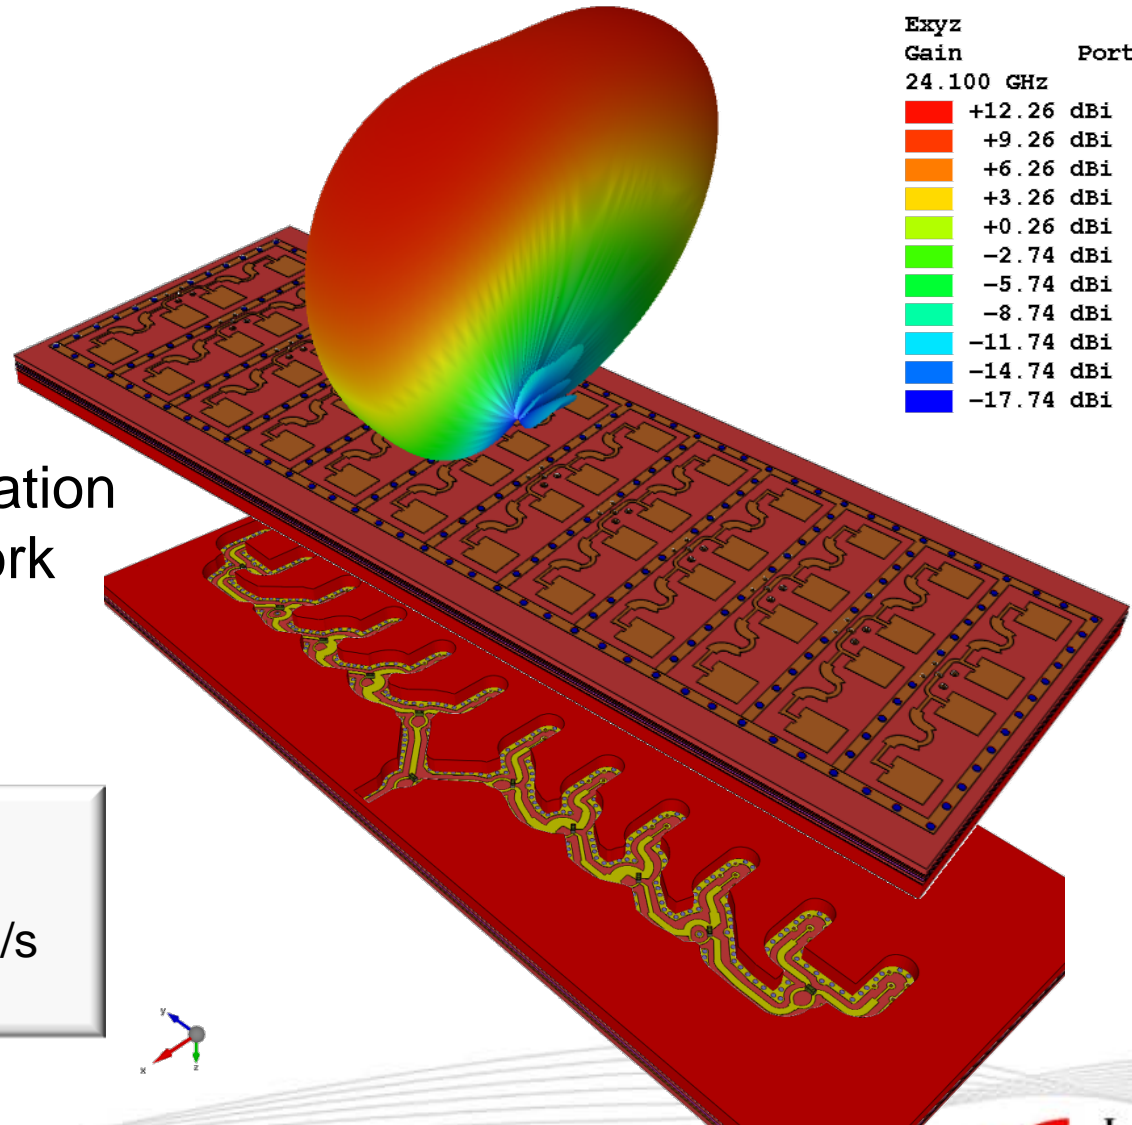 Exyz
Gain Port
24.100 GHz
+12.26 dBi
+9.26 dBi
+6.26 dBi
+3.26 dBi
+0.26 dBi
−2.74 dBi
−5.74 dBi
−8.74 dBi
−11.74 dBi
−14.74 dBi
−17.74 dBi
ation
ork
/s
y
x
z